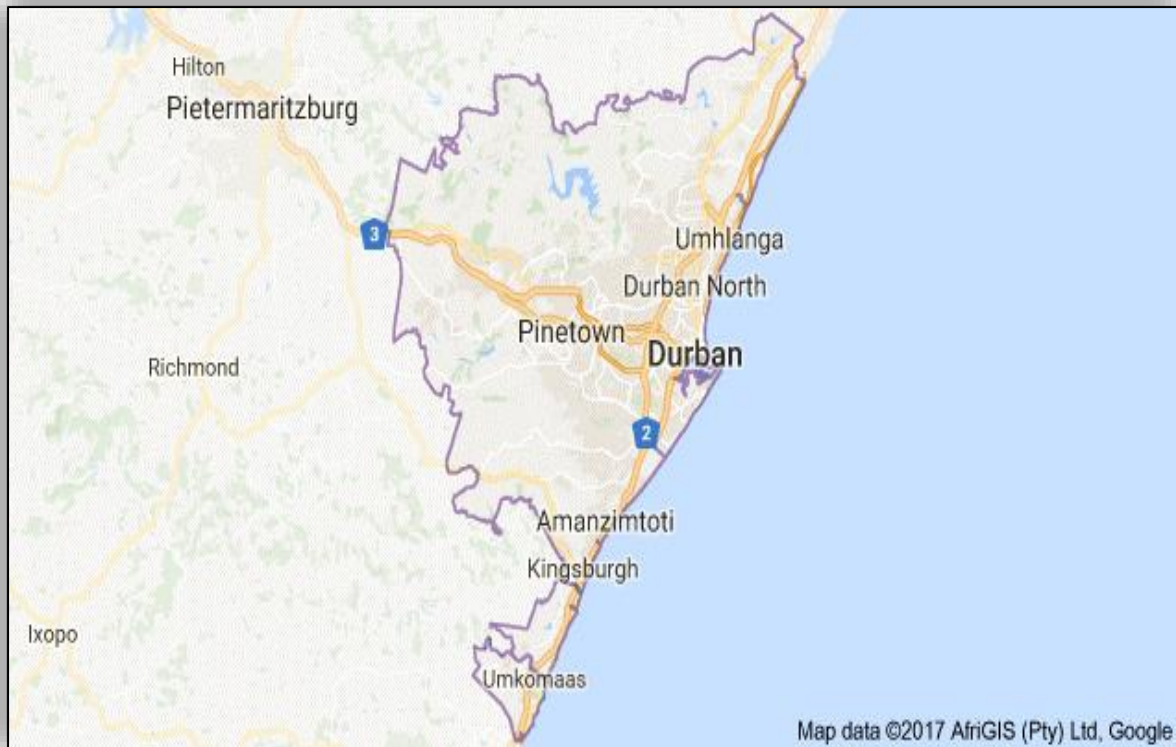 Hilton
Pietermaritzburg
3
Umhlanga
Durban North
Pinetown
Durban
Richmond
2
Amanzimtoti
Kingsburgh
Ixopo
Umkomaas
Map data ©2017 AfriGIS (Pty) Ltd, Google